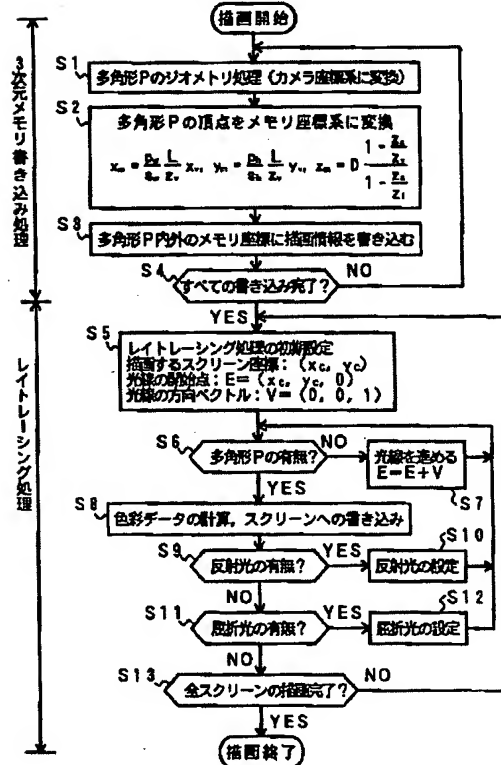 描画開始
3次元メモリ書き込み処理
S1
多角形Pのジオメトリ処理(カメラ座標系に変換)
S2
多角形Pの頂点をメモリ座標系に変換
S3
多角形P内外のメモリ座標に描画情報を書き込む
S4
すべての書き込み完了?
NO
YES
レイトレーシング処理
S5
レイトレーシング処理の初期設定
描画するスクリーン座標:(xc, yc)
光線の開始点:E=(xc, yc, 0)
光線の方向ベクトル:V=(0, 0, 1)
S6
多角形Pの有無?
NO
光線を進める
E=E+V
S7
YES
S8
色彩データの計算,スクリーンへの書き込み
S9
反射光の有無?
YES
S10
反射光の設定
NO
S11
屈折光の有無?
YES
S12
屈折光の設定
NO
S13
全スクリーンの描画完了?
NO
YES
描画終了